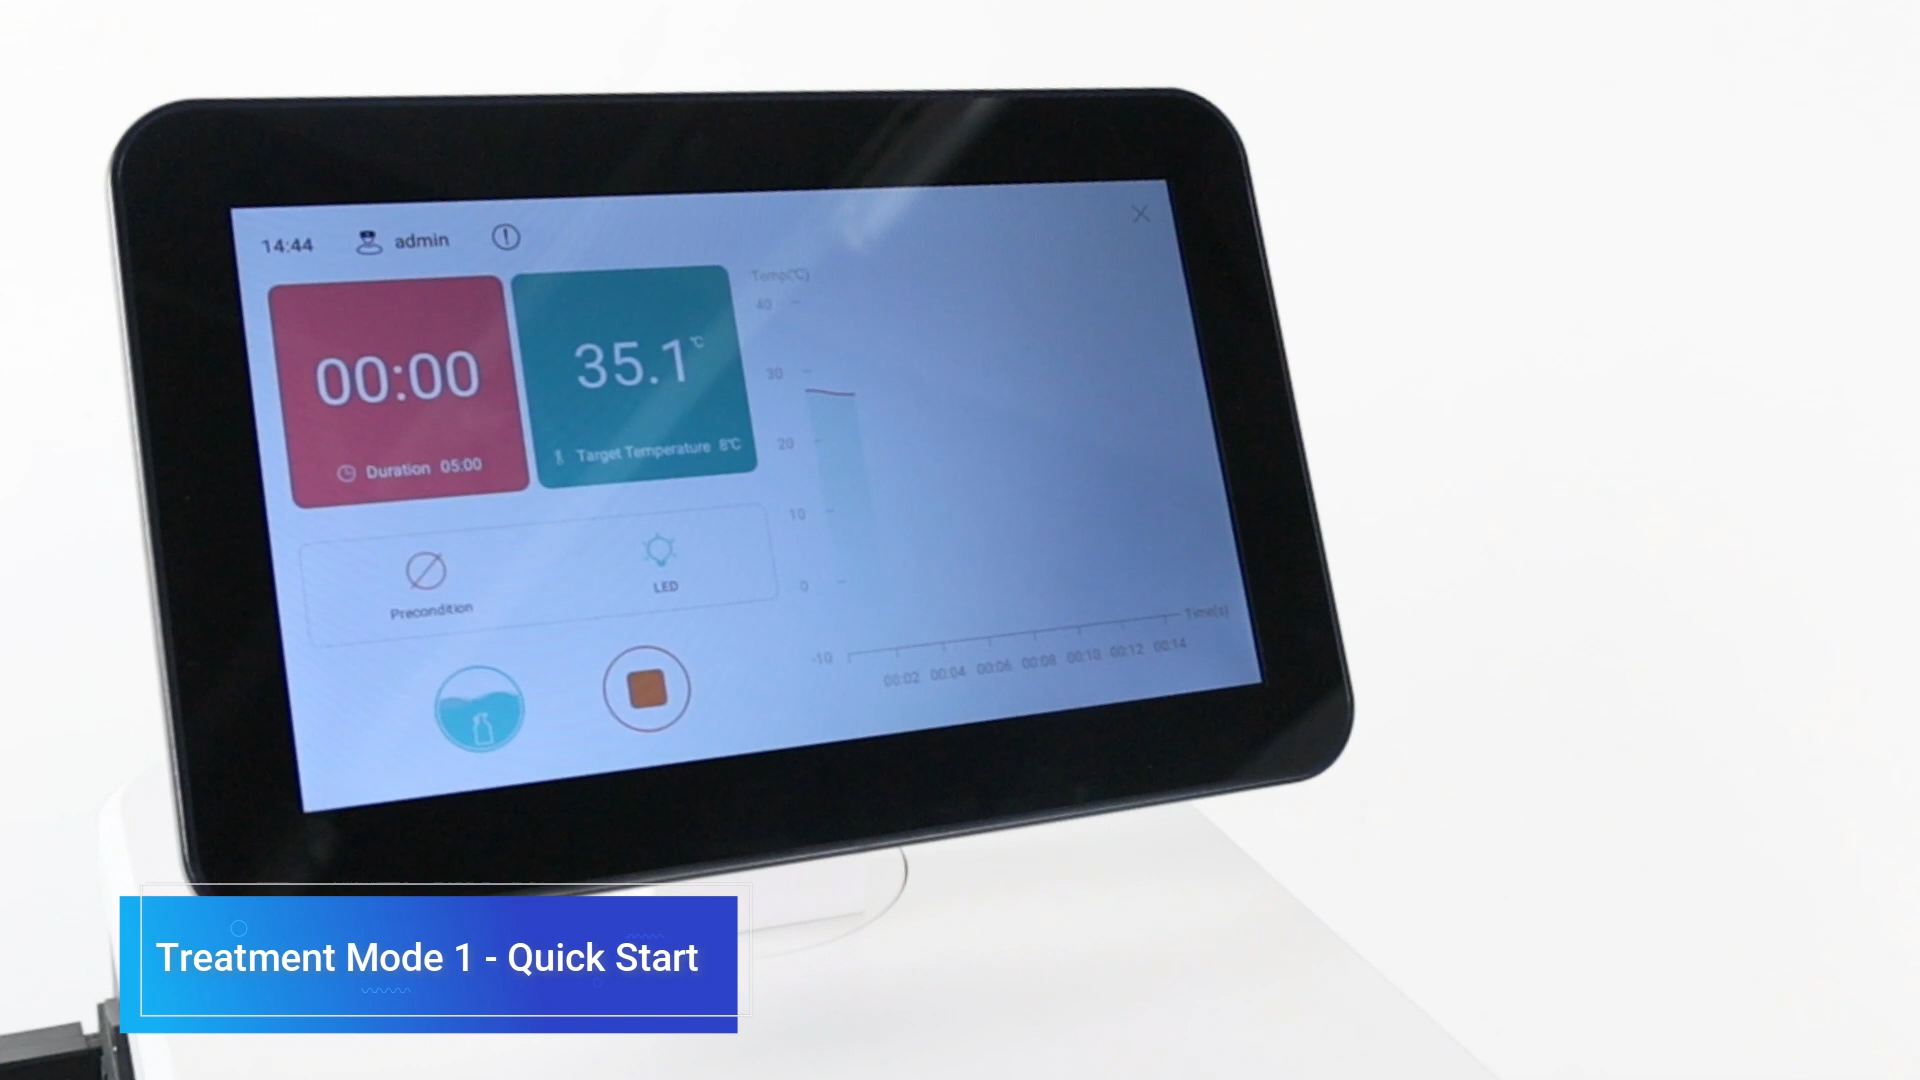 14:44 admin
00:00
Duration 05:00
35.1 ℃
Target Temperature 8℃
Precondition
LED
Temp(℃)
40
30
20
10
0
-10
00:02 00:04 00:06 00:08 00:10 00:12 00:14
Time(s)
Treatment Mode 1 - Quick Start